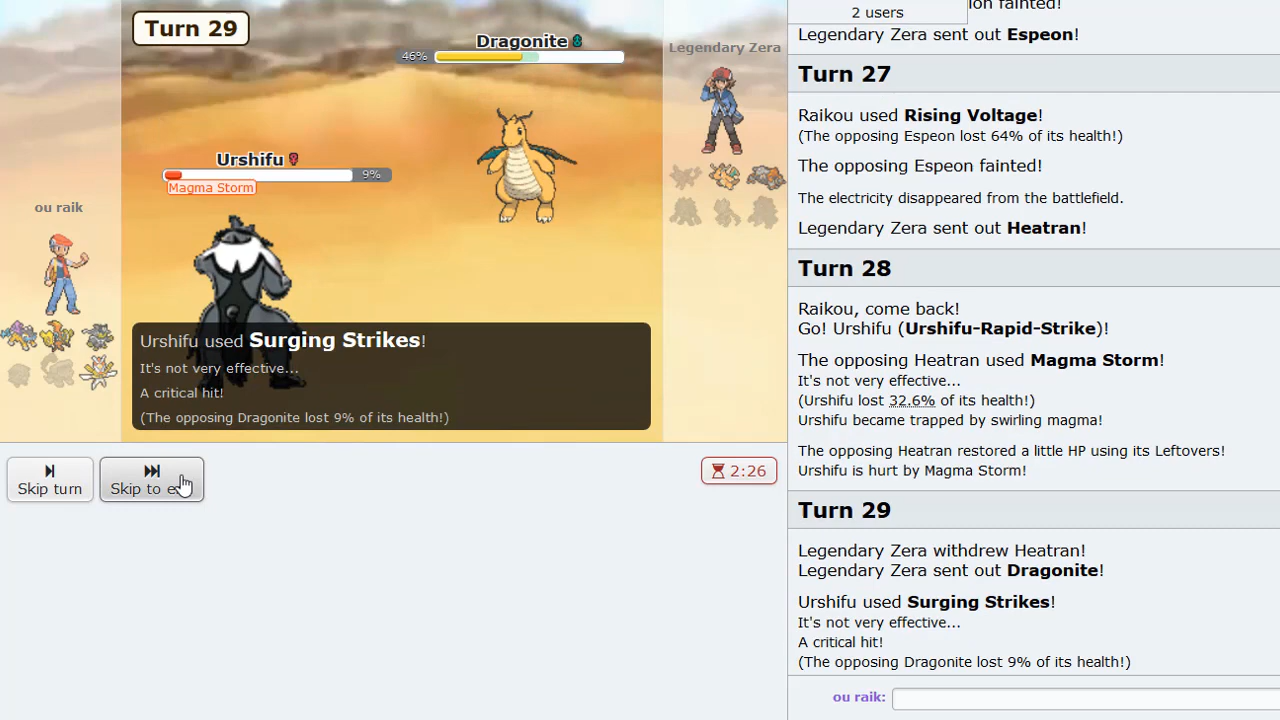 Turn 29
Dragonite
46%
Legendary Zera
Urshifu
9%
Magma Storm
ou raik
Urshifu used Surging Strikes!
It's not very effective...
A critical hit!
(The opposing Dragonite lost 9% of its health!)
Skip turn
Skip to e
2:26
2 users
ion fainted!
Legendary Zera sent out Espeon!
Turn 27
Raikou used Rising Voltage!
(The opposing Espeon lost 64% of its health!)
The opposing Espeon fainted!
The electricity disappeared from the battlefield.
Legendary Zera sent out Heatran!
Turn 28
Raikou, come back!
Go! Urshifu (Urshifu-Rapid-Strike)!
The opposing Heatran used Magma Storm!
It's not very effective...
(Urshifu lost 32.6% of its health!)
Urshifu became trapped by swirling magma!
The opposing Heatran restored a little HP using its Leftovers!
Urshifu is hurt by Magma Storm!
Turn 29
Legendary Zera withdrew Heatran!
Legendary Zera sent out Dragonite!
Urshifu used Surging Strikes!
It's not very effective...
A critical hit!
(The opposing Dragonite lost 9% of its health!)
ou raik: